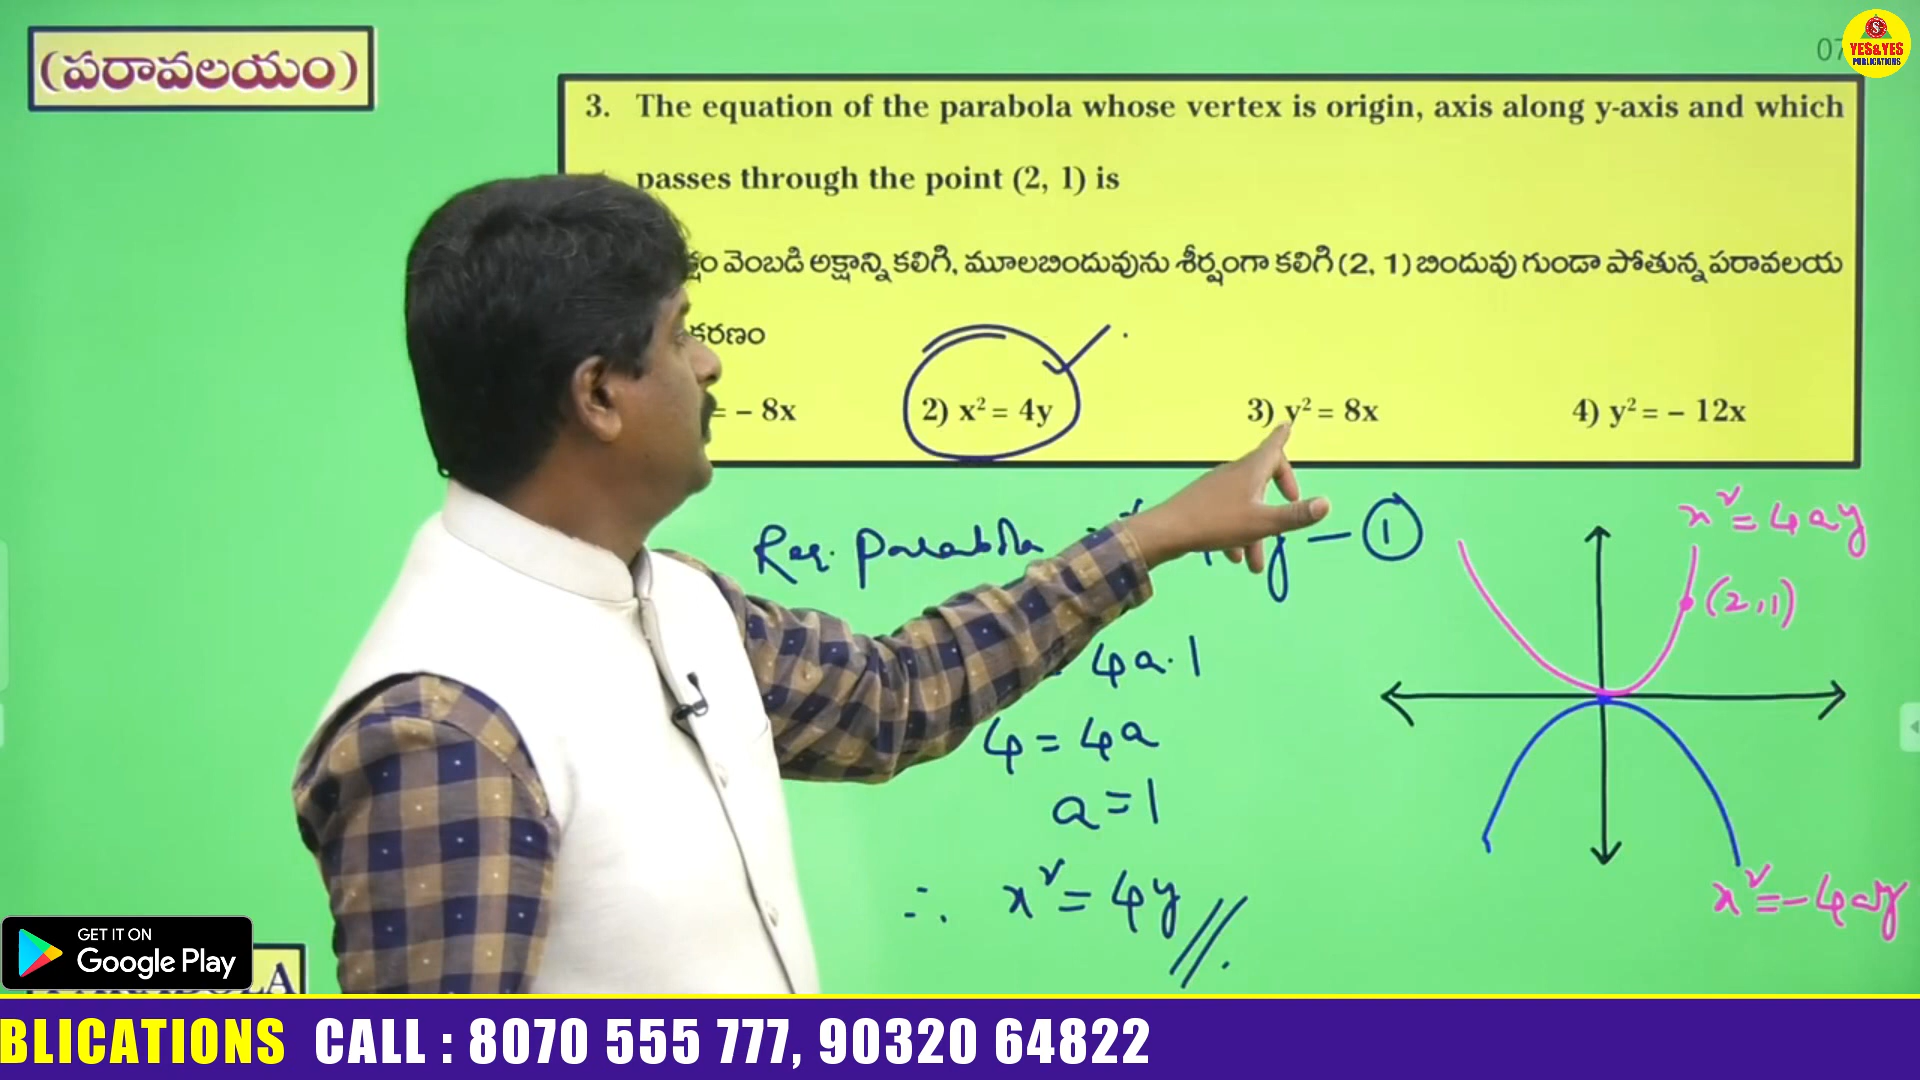 (పరావలయం)
07
YES&YES
PUBLICATIONS
3. The equation of the parabola whose vertex is origin, axis along y-axis and which
passes through the point (2, 1) is
వెంబడి అక్షాన్ని కలిగి, మూలబిందువును శీర్షంగా కలిగి (2, 1) బిందువు గుండా పోతున్న పరావలయ
కరణం
= – 8x
2) x² = 4y
3) y² = 8x
4) y² = – 12x
Req. Parabola
y – ①
4a·1
4 = 4a
a = 1
∴ x² = 4y //.
x² = 4ay
(2,1)
x² = -4ay
GET IT ON
Google Play
BLICATIONS CALL : 8070 555 777, 90320 64822